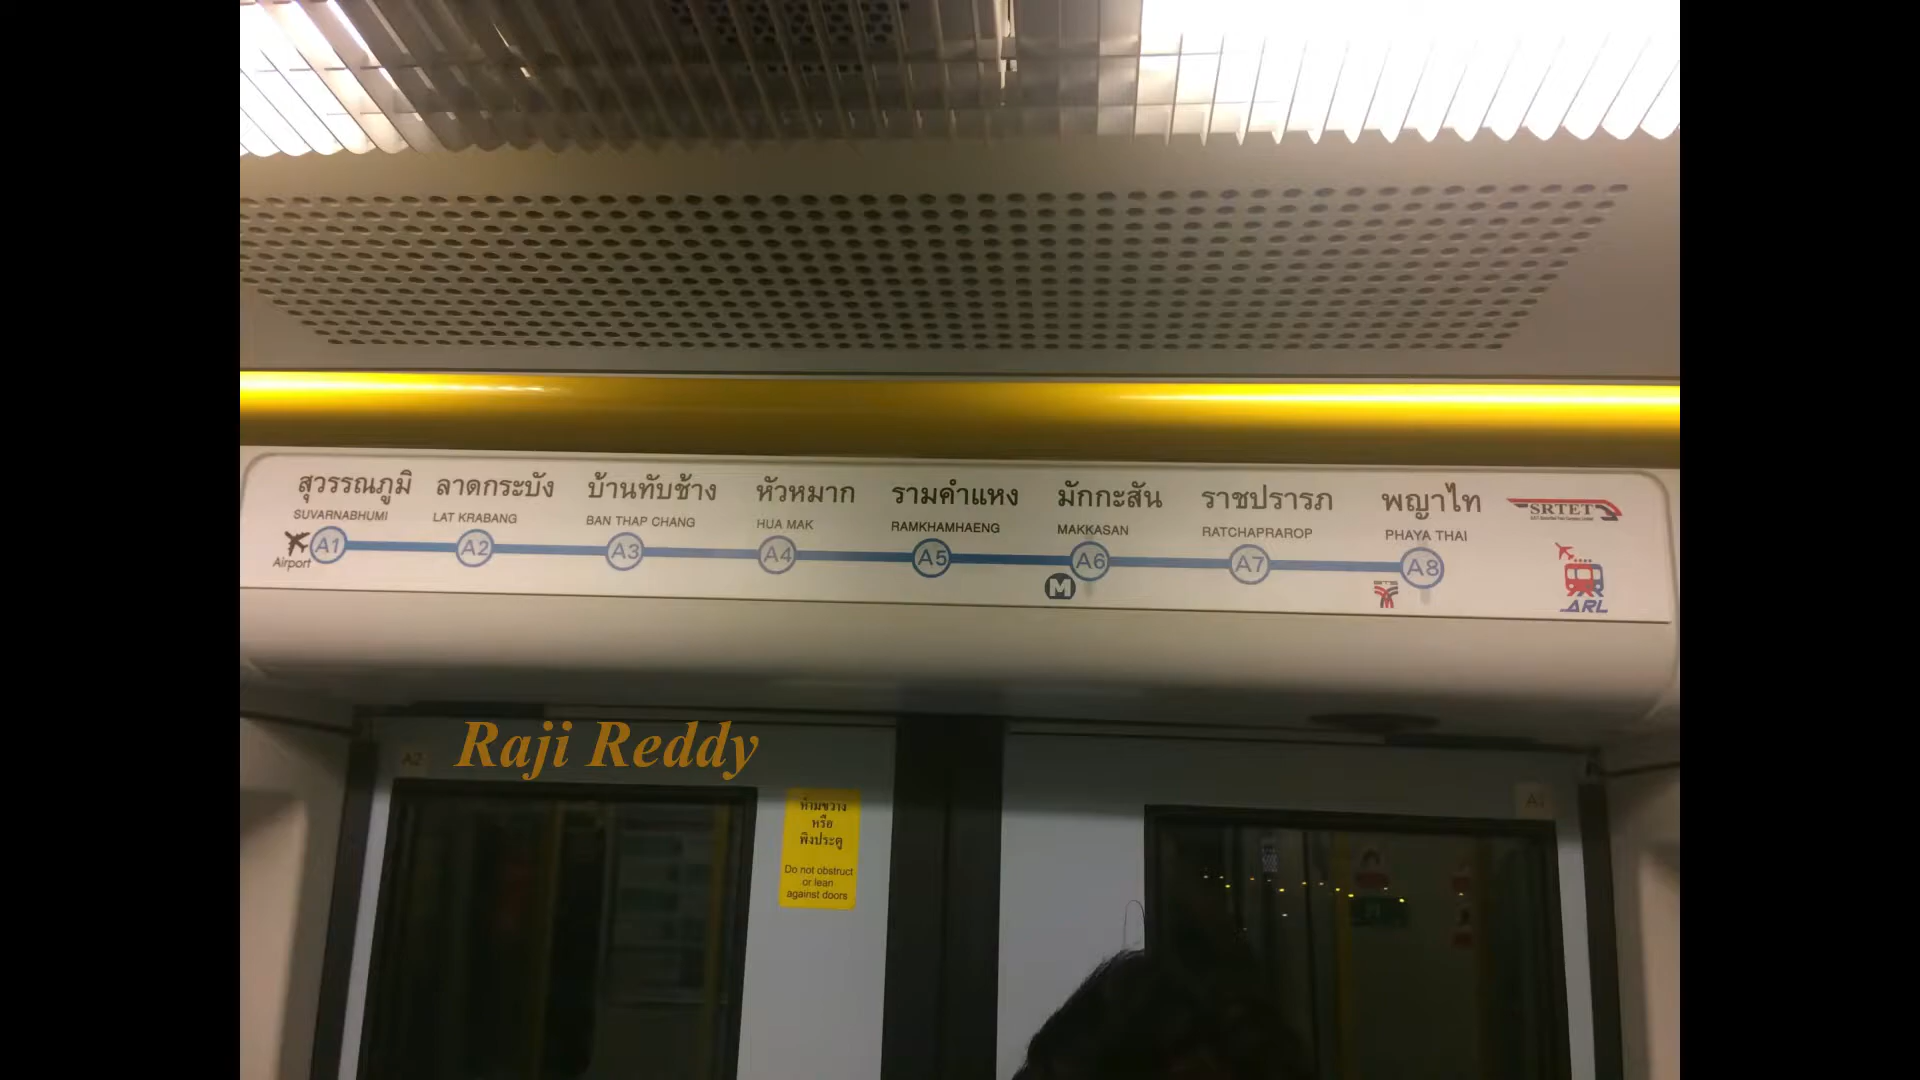 สุวรรณภูมิ
SUVARNABHUMI
A1
Airport
ลาดกระบัง
LAT KRABANG
A2
บ้านทับช้าง
BAN THAP CHANG
A3
หัวหมาก
HUA MAK
A4
รามคำแหง
RAMKHAMHAENG
A5
มักกะสัน
MAKKASAN
A6
M
ราชปรารภ
RATCHAPRAROP
A7
พญาไท
PHAYA THAI
A8
SRTET
ARL
Raji Reddy
A2
ห้ามขวาง
หรือ
พิงประตู
Do not obstruct
or lean
against doors